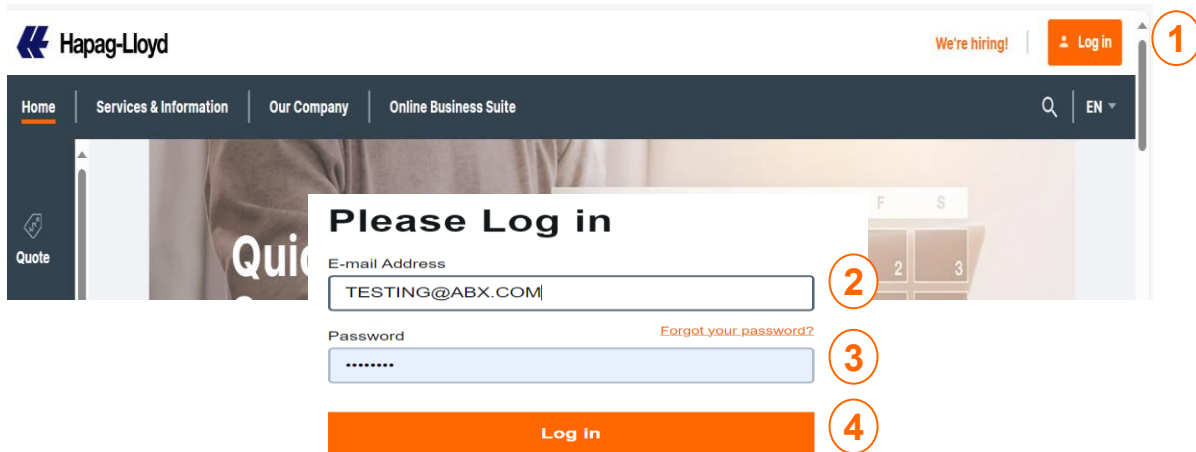 Hapag-Lloyd
We're hiring!
Log in
1
Home
Services & Information
Our Company
Online Business Suite
EN
Quote
Quic
F S
2 3
Please Log in
E-mail Address
TESTING@ABX.COM
2
Password
Forgot your password?
••••••••
3
Log in
4